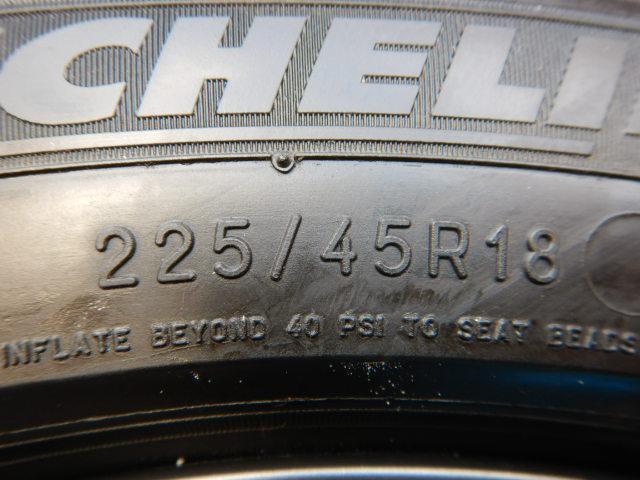 CHELI
225/45R18
INFLATE BEYOND 40 PSI TO SEAT BEADS